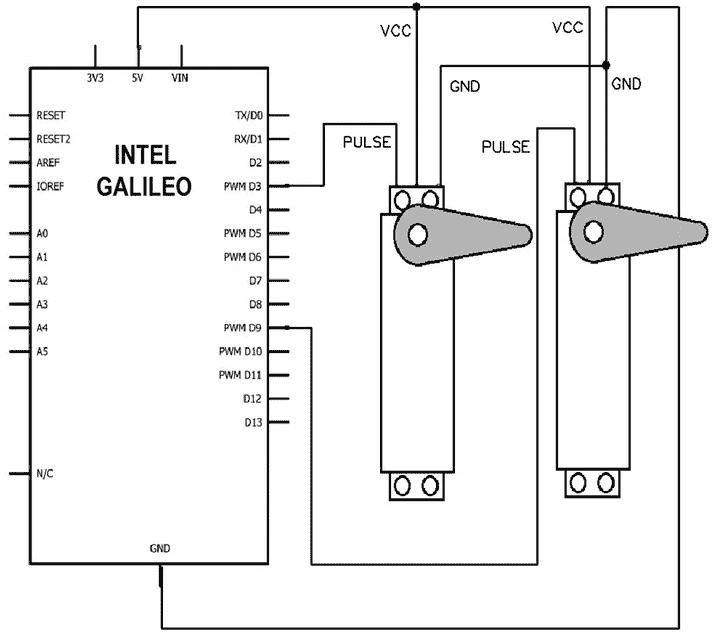 VCC
VCC
3V3
5V
VIN
GND
GND
RESET
TX/D0
RESET2
RX/D1
INTEL
GALILEO
PULSE
PULSE
AREF
D2
IOREF
PWM D3
D4
A0
PWM D5
A1
PWM D6
A2
D7
A3
D8
A4
PWM D9
A5
PWM D10
PWM D11
D12
D13
N/C
GND